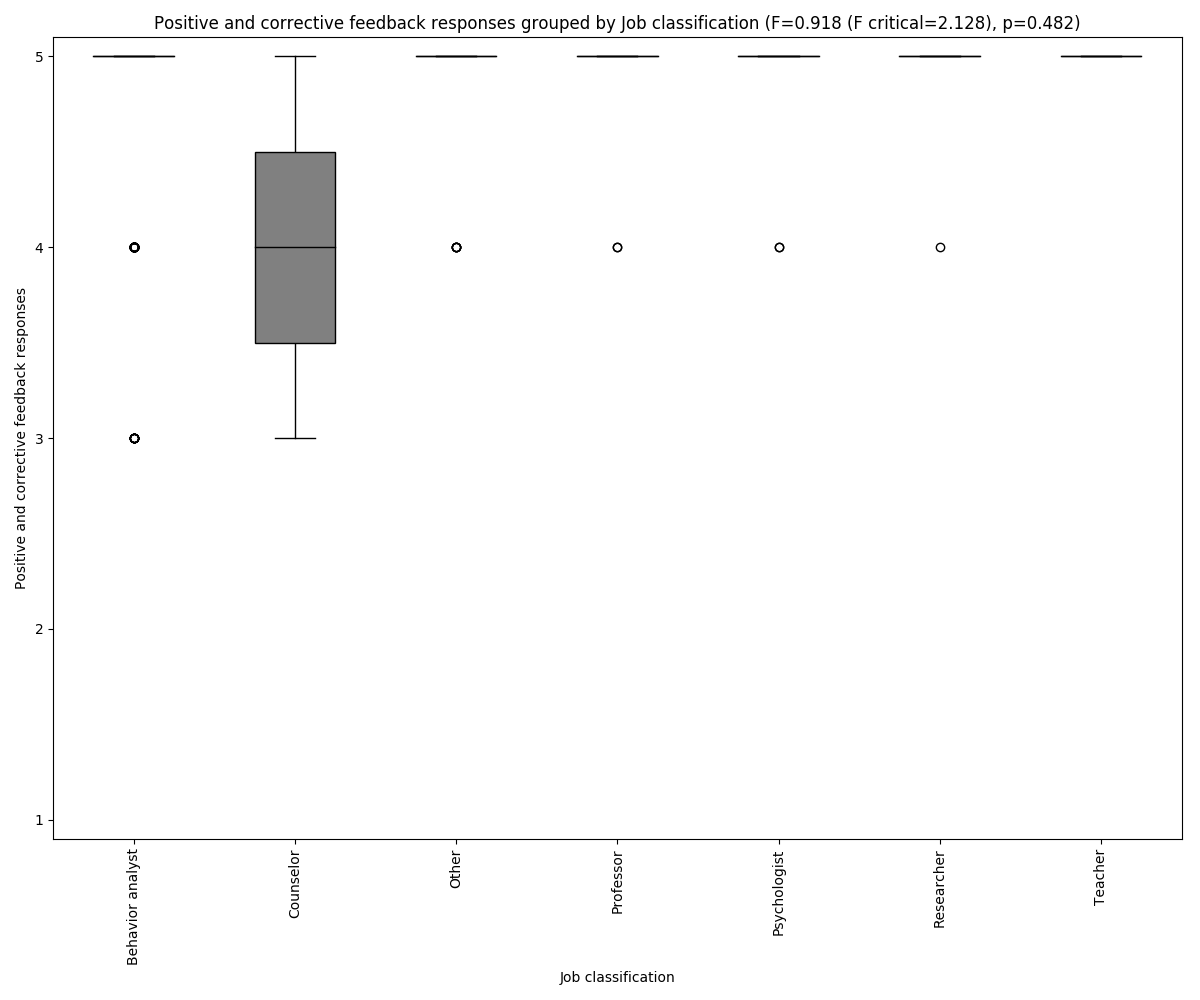 Positive and corrective feedback responses grouped by Job classification (F=0.918 (F critical=2.128), p=0.482)
Positive and corrective feedback responses
5
4
3
2
1
Behavior analyst
Counselor
Other
Professor
Psychologist
Researcher
Teacher
Job classification